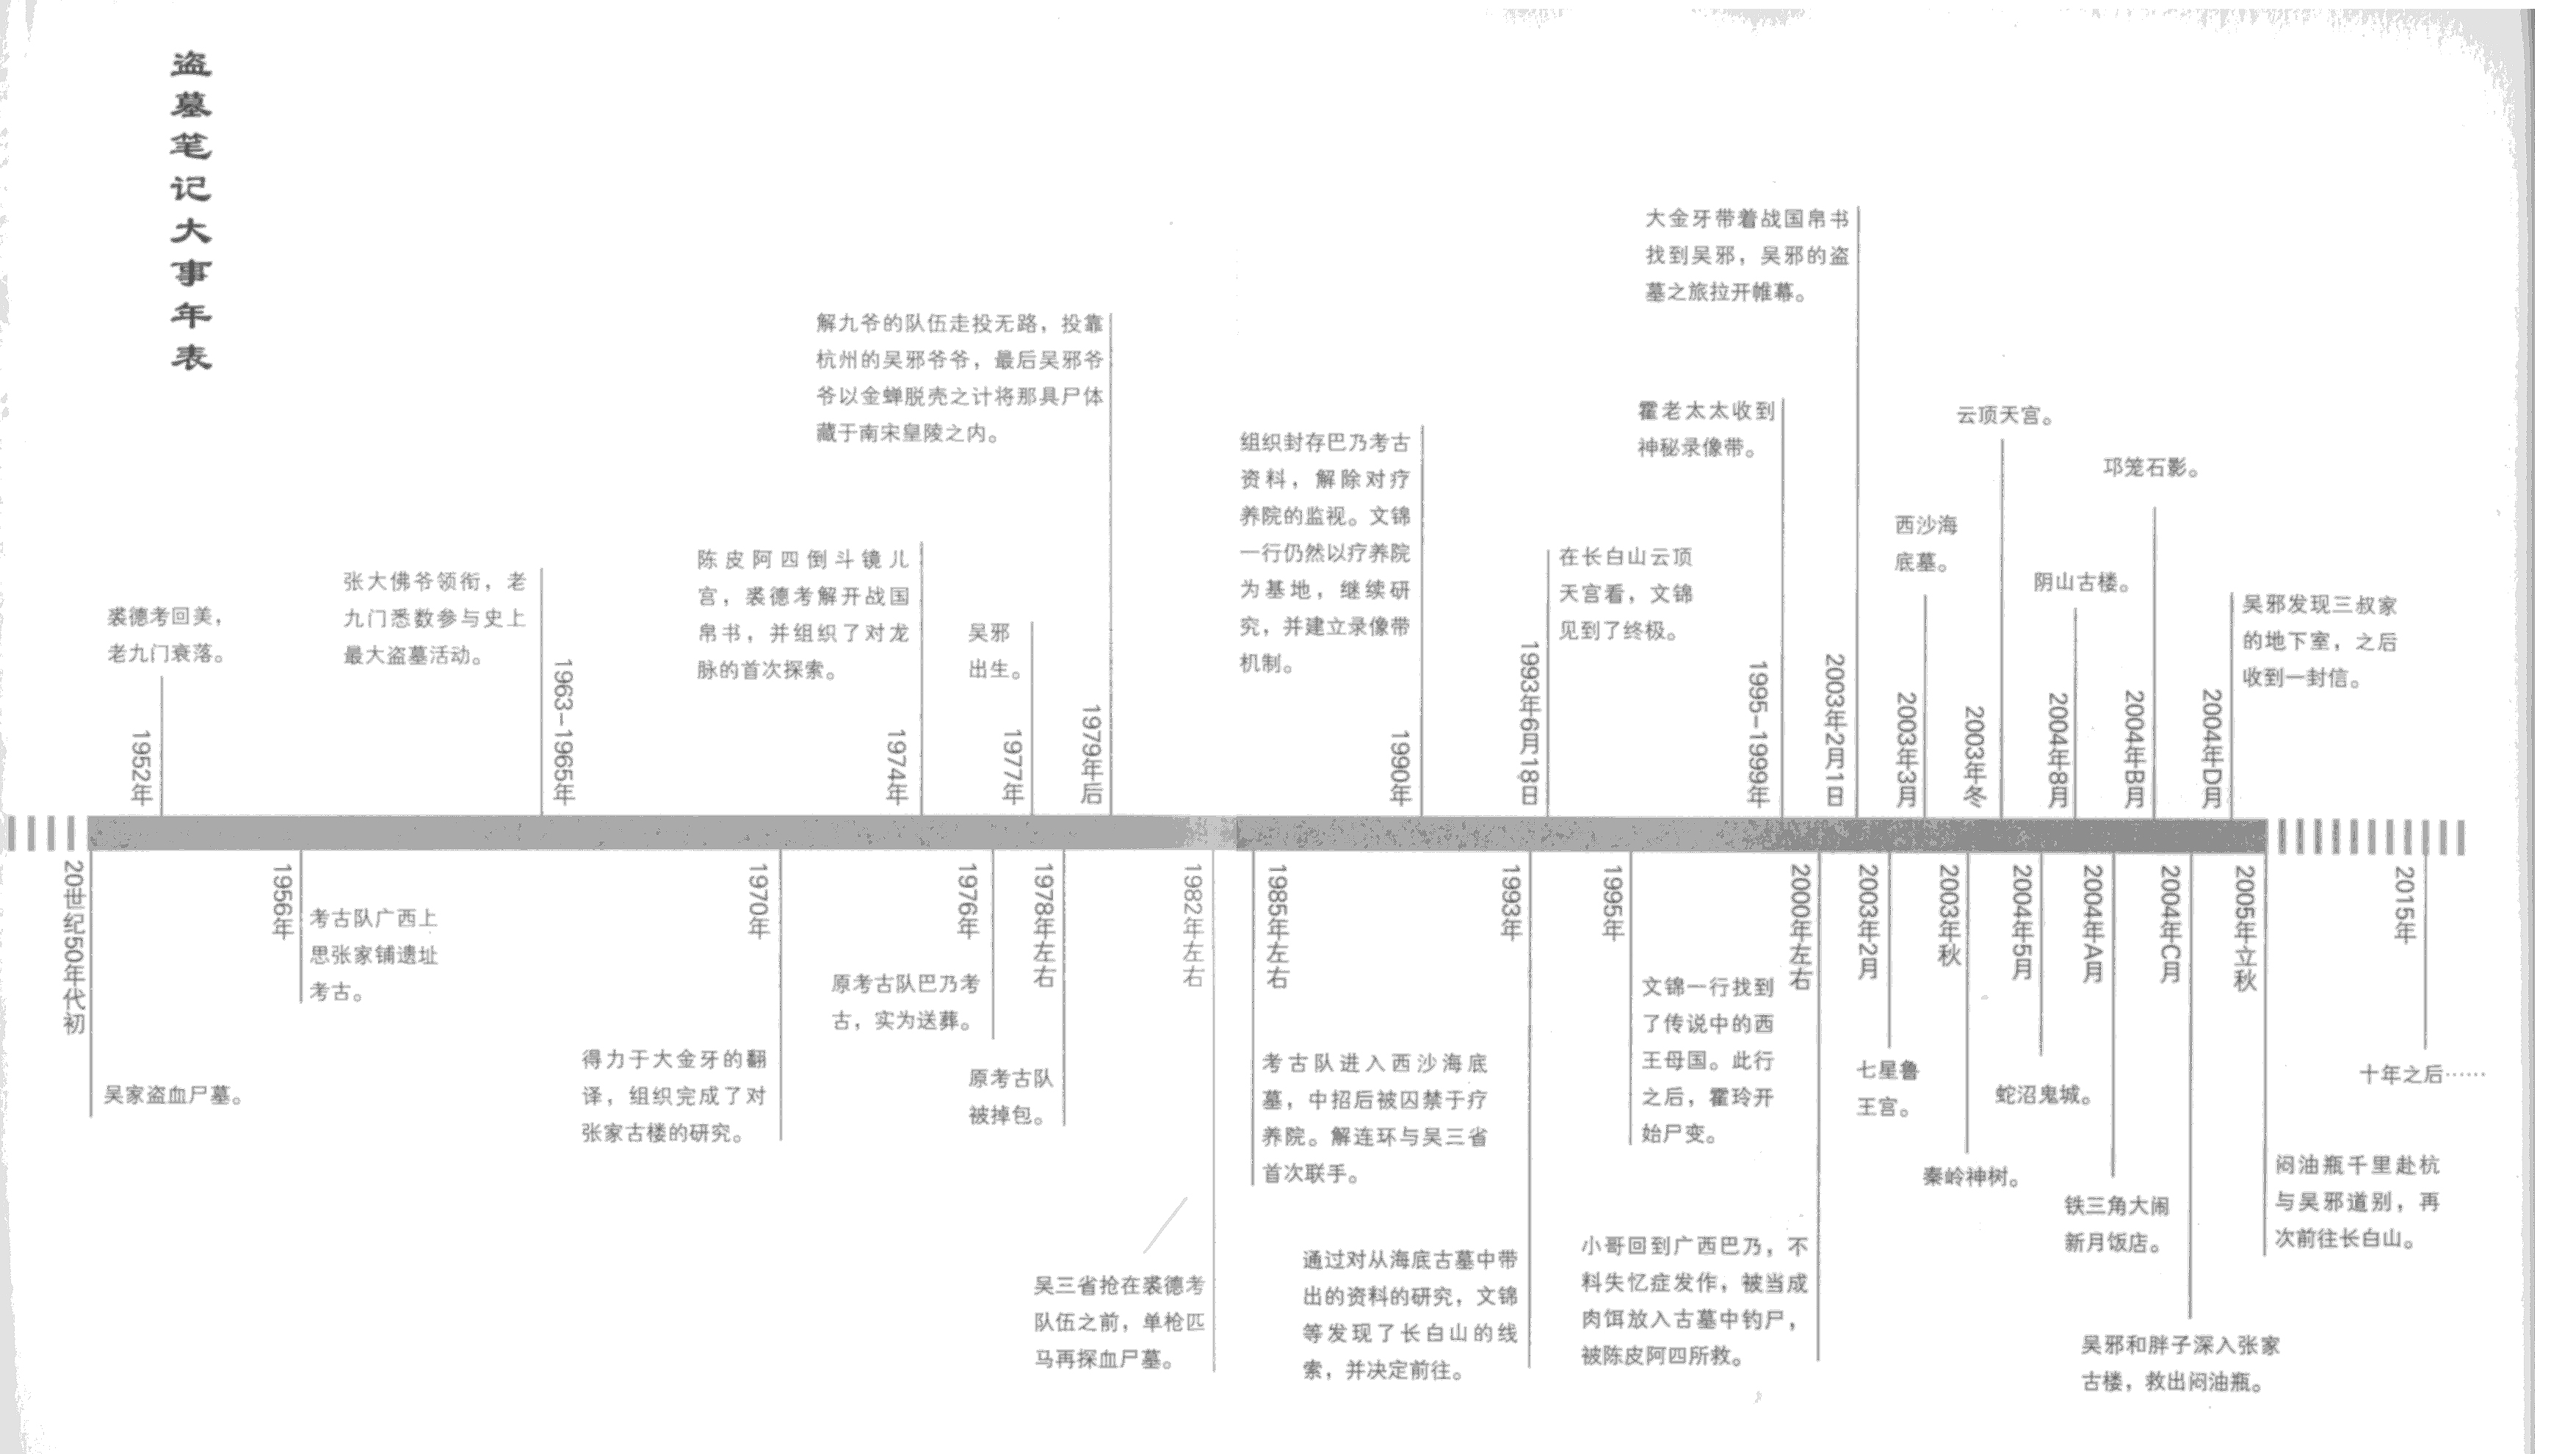 盗墓笔记大事年表
20世纪50年代初
吴家盗血尸墓。
1952年
裘德考回美，
老九门衰落。
1956年
考古队广西上
思张家铺遗址
考古。
1963-1965年
张大佛爷领衔，老
九门悉数参与史上
最大盗墓活动。
1970年
得力于大金牙的翻
译，组织完成了对
张家古楼的研究。
1974年
陈皮阿四倒斗镜儿
宫，裘德考解开战国
帛书，并组织了对龙
脉的首次探索。
1976年
原考古队巴乃考
古，实为送葬。
1977年
吴邪
出生。
1978年左右
原考古队
被掉包。
1979年后
解九爷的队伍走投无路，投靠
杭州的吴邪爷爷，最后吴邪爷
爷以金蝉脱壳之计将那具尸体
藏于南宋皇陵之内。
1982年左右
吴三省抢在裘德考
队伍之前，单枪匹
马再探血尸墓。
1985年左右
考古队进入西沙海底
墓，中招后被囚禁于疗
养院。解连环与吴三省
首次联手。
1990年
组织封存巴乃考古
资料，解除对疗
养院的监视。文锦
一行仍然以疗养院
为基地，继续研
究，并建立录像带
机制。
1993年
通过对从海底古墓中带
出的资料的研究，文锦
等发现了长白山的线
索，并决定前往。
1993年6月18日
在长白山云顶
天宫看，文锦
见到了终极。
1995年
文锦一行找到
了传说中的西
王母国。此行
之后，霍玲开
始尸变。
1995-1999年
霍老太太收到
神秘录像带。
2000年左右
小哥回到广西巴乃，不
料失忆症发作，被当成
肉饵放入古墓中钓尸，
被陈皮阿四所救。
2003年2月1日
大金牙带着战国帛书
找到吴邪，吴邪的盗
墓之旅拉开帷幕。
2003年2月
七星鲁
王宫。
2003年3月
西沙海
底墓。
2003年秋
秦岭神树。
2003年冬
云顶天宫。
2004年5月
蛇沼鬼城。
2004年8月
阴山古楼。
2004年A月
铁三角大闹
新月饭店。
2004年B月
邛笼石影。
2004年C月
吴邪和胖子深入张家
古楼，救出闷油瓶。
2004年D月
吴邪发现三叔家
的地下室，之后
收到一封信。
2005年立秋
闷油瓶千里赴杭
与吴邪道别，再
次前往长白山。
2015年
十年之后……